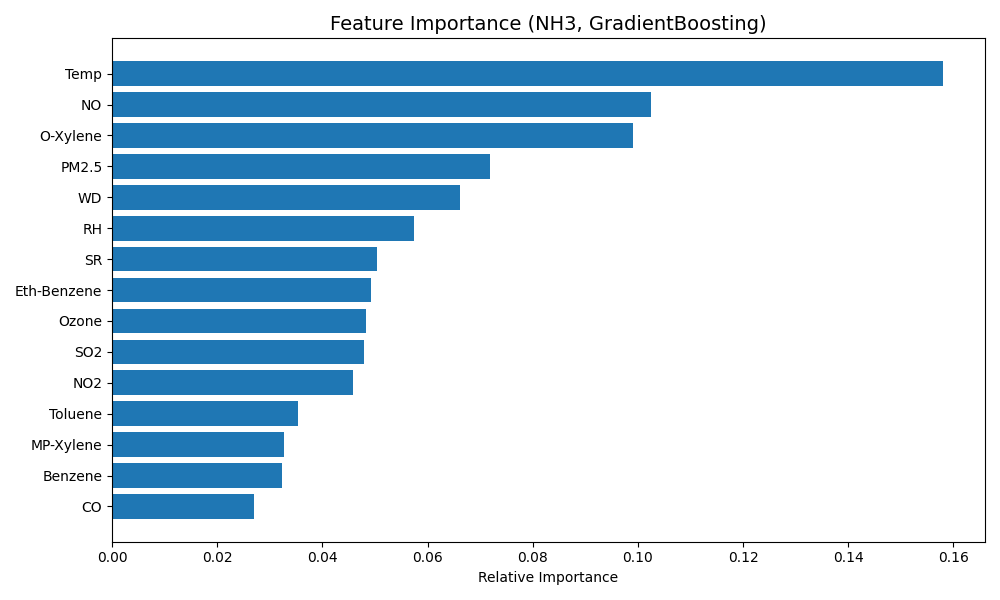 Feature Importance (NH3, GradientBoosting)
Temp
NO
O-Xylene
PM2.5
WD
RH
SR
Eth-Benzene
Ozone
SO2
NO2
Toluene
MP-Xylene
Benzene
CO
0.00 0.02 0.04 0.06 0.08 0.10 0.12 0.14 0.16
Relative Importance